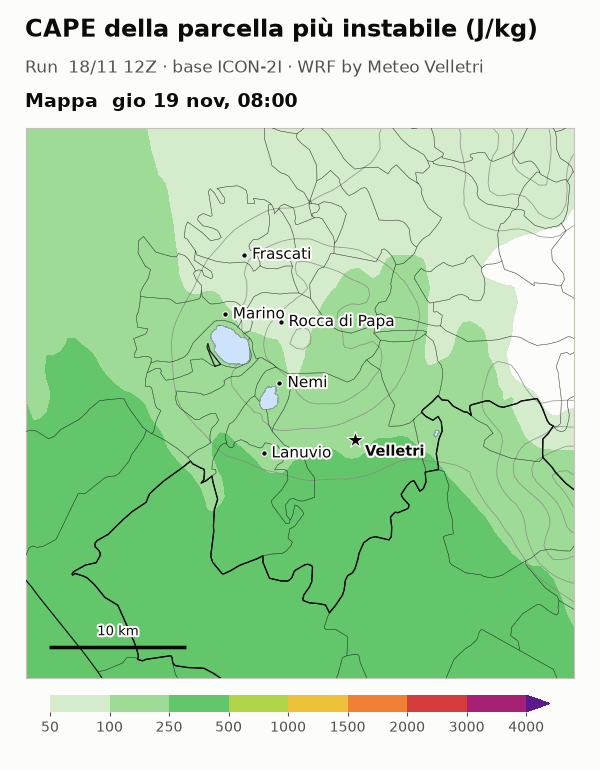 CAPE della parcella più instabile (J/kg)
Run  18/11 12Z · base ICON-2I · WRF by Meteo Velletri
Mappa  gio 19 nov, 08:00
Frascati
Marino
Rocca di Papa
Nemi
Lanuvio
Velletri
10 km
50 100 250 500 1000 1500 2000 3000 4000